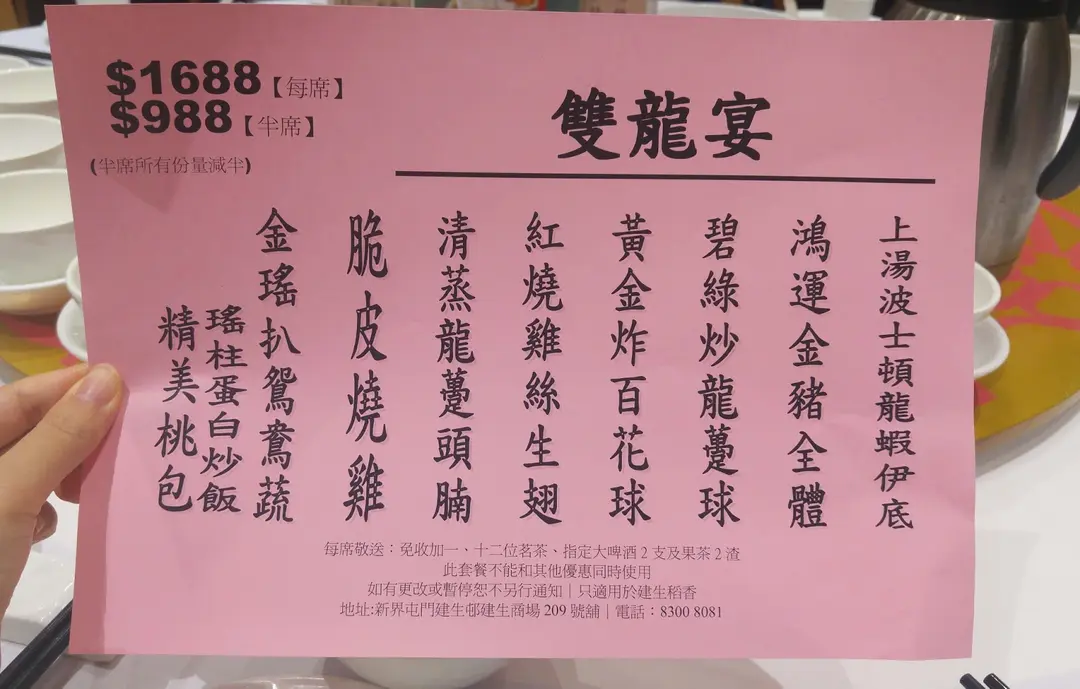 $1688【每席】
$988【半席】
(半席所有份量減半)
雙龍宴
上湯波士頓龍蝦伊底
鴻運金豬全體
碧綠炒龍躉球
黃金炸百花球
紅燒雞絲生翅
清蒸龍躉頭腩
脆皮燒雞
金瑤扒鴛鴦蔬
瑤柱蛋白炒飯
精美桃包
每席敬送：免收加一、十二位茗茶、指定大啤酒2支及果茶2渣
此套餐不能和其他優惠同時使用
如有更改或暫停恕不另行通知｜只適用於建生稻香
地址:新界屯門建生邨建生商場 209 號舖｜電話：8300 8081